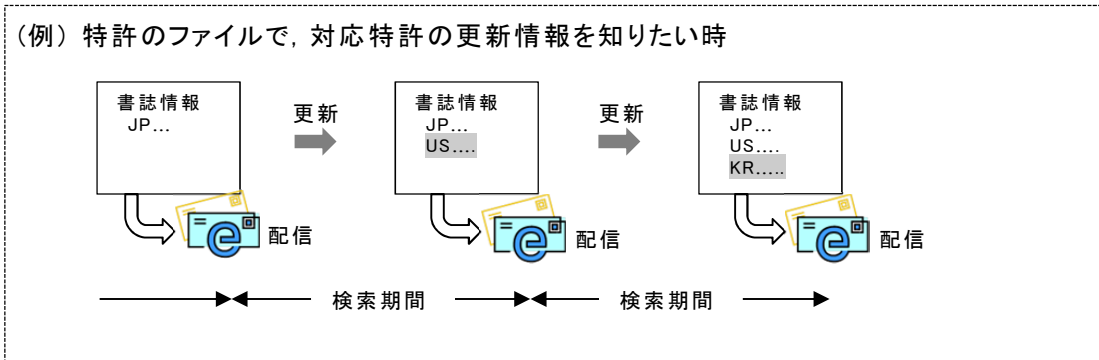 (例) 特許のファイルで, 対応特許の更新情報を知りたい時
書誌情報
JP...
更新
書誌情報
JP...
US....
更新
書誌情報
JP...
US....
KR.....
配信
配信
配信
検索期間
検索期間